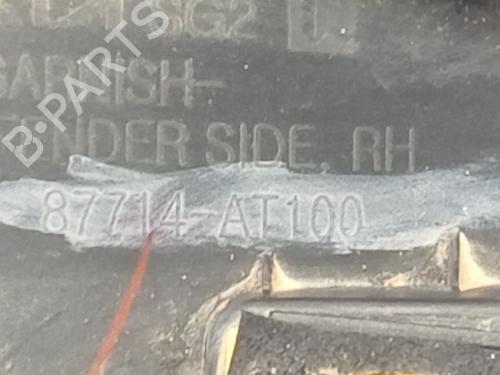 GARNISH-
FENDER SIDE, RH
87714-AT100
B-PARTS